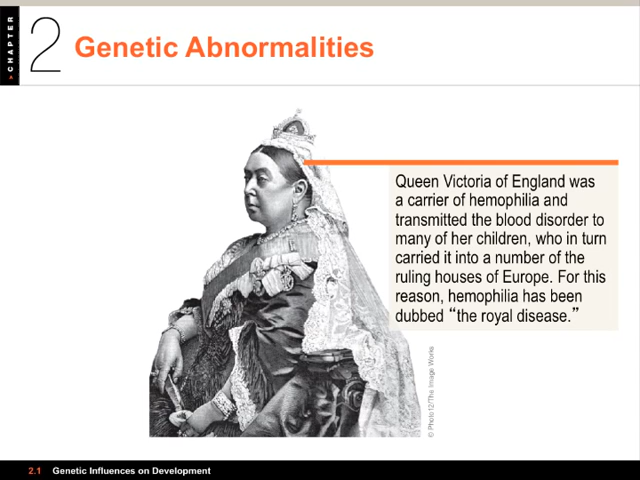 CHAPTER
2 Genetic Abnormalities
Queen Victoria of England was
a carrier of hemophilia and
transmitted the blood disorder to
many of her children, who in turn
carried it into a number of the
ruling houses of Europe. For this
reason, hemophilia has been
dubbed “the royal disease.”
© Photo12/The Image Works
2.1 Genetic Influences on Development